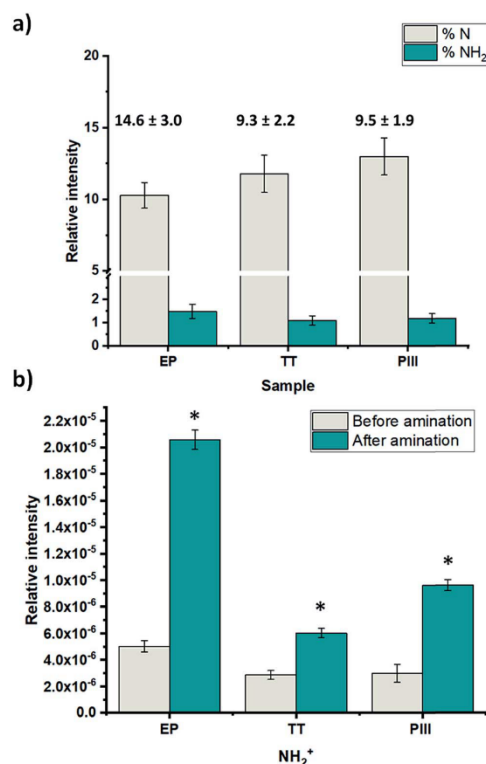 a)
% N
% NH₂
20
15
10
5
2
1
0
Relative intensity
14.6 ± 3.0
9.3 ± 2.2
9.5 ± 1.9
EP
TT
PIII
Sample
b)
Before amination
After amination
2.2x10⁻⁵
2.0x10⁻⁵
1.8x10⁻⁵
1.6x10⁻⁵
1.4x10⁻⁵
1.2x10⁻⁵
1.0x10⁻⁵
8.0x10⁻⁶
6.0x10⁻⁶
4.0x10⁻⁶
2.0x10⁻⁶
0.0
Relative intensity
*
*
*
EP
TT
PIII
NH₂⁺